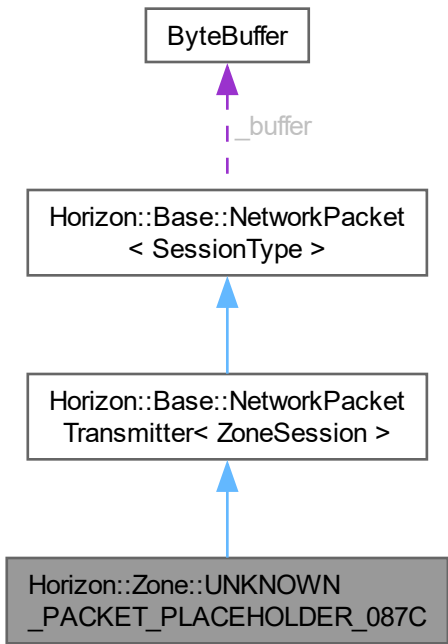 ByteBuffer
_buffer
Horizon::Base::NetworkPacket
< SessionType >
Horizon::Base::NetworkPacket
Transmitter< ZoneSession >
Horizon::Zone::UNKNOWN
_PACKET_PLACEHOLDER_087C